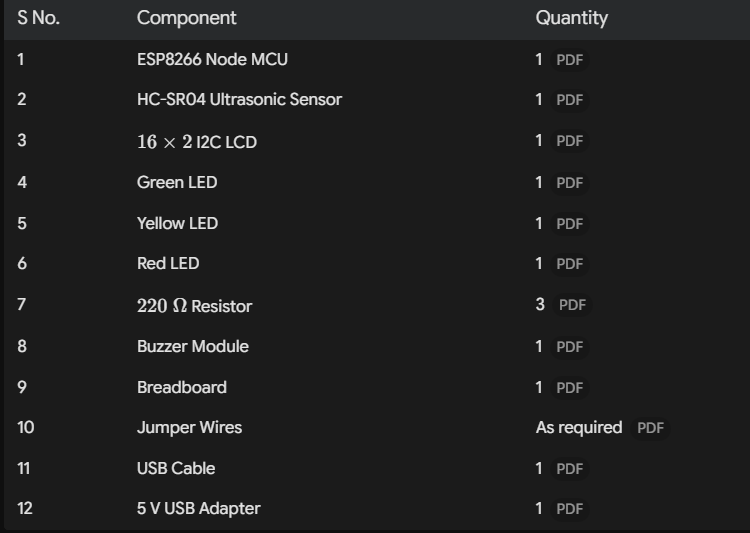 S No. Component Quantity
1 ESP8266 Node MCU 1 PDF
2 HC-SR04 Ultrasonic Sensor 1 PDF
3 16 × 2 I2C LCD 1 PDF
4 Green LED 1 PDF
5 Yellow LED 1 PDF
6 Red LED 1 PDF
7 220 Ω Resistor 3 PDF
8 Buzzer Module 1 PDF
9 Breadboard 1 PDF
10 Jumper Wires As required PDF
11 USB Cable 1 PDF
12 5 V USB Adapter 1 PDF